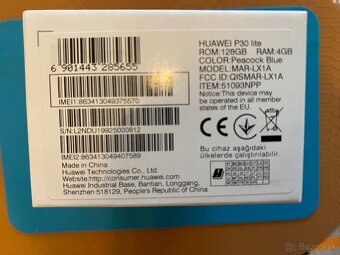 HUAWEI P30 lite
ROM:128GB RAM:4GB
COLOR:Peacock Blue
MODEL:MAR-LX1A
FCC ID:QISMAR-LX1A
ITEM:51093NPP
6 901443 285655
IMEI1:863413049375570
S/N:L2NDU19925000812
IMEI2:863413049407589
Notice: This device may
be operated in all member
states of the EU.
Bu cihaz aşağıdaki
ülkelerde çalışabilir
Made in China
Huawei Technologies Co., Ltd.
Website: http://consumer.huawei.com
Huawei Industrial Base, Bantian, Longgang,
Shenzhen 518129, People's Republic of China
bazos.sk